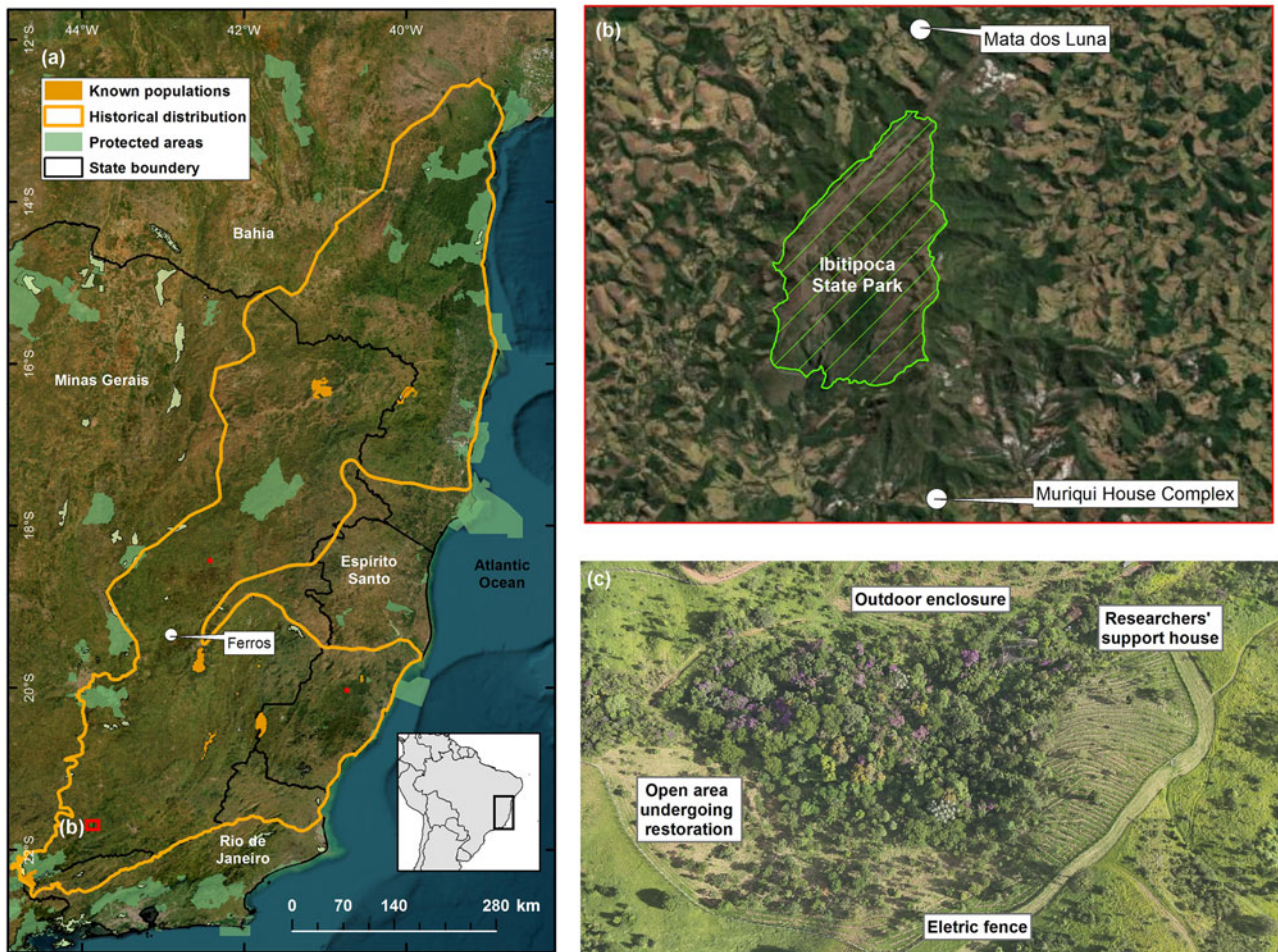 44°W
42°W
40°W
12°S
(a)
Known populations
Historical distribution
Protected areas
State boundery
14°S
Bahia
16°S
Minas Gerais
18°S
Espírito
Santo
Atlantic
Ocean
Ferros
20°S
(b)
22°S
Rio de
Janeiro
0 70 140 280 km
(b)
Mata dos Luna
Ibitipoca
State Park
Muriqui House Complex
(c)
Outdoor enclosure
Researchers'
support house
Open area
undergoing
restoration
Eletric fence